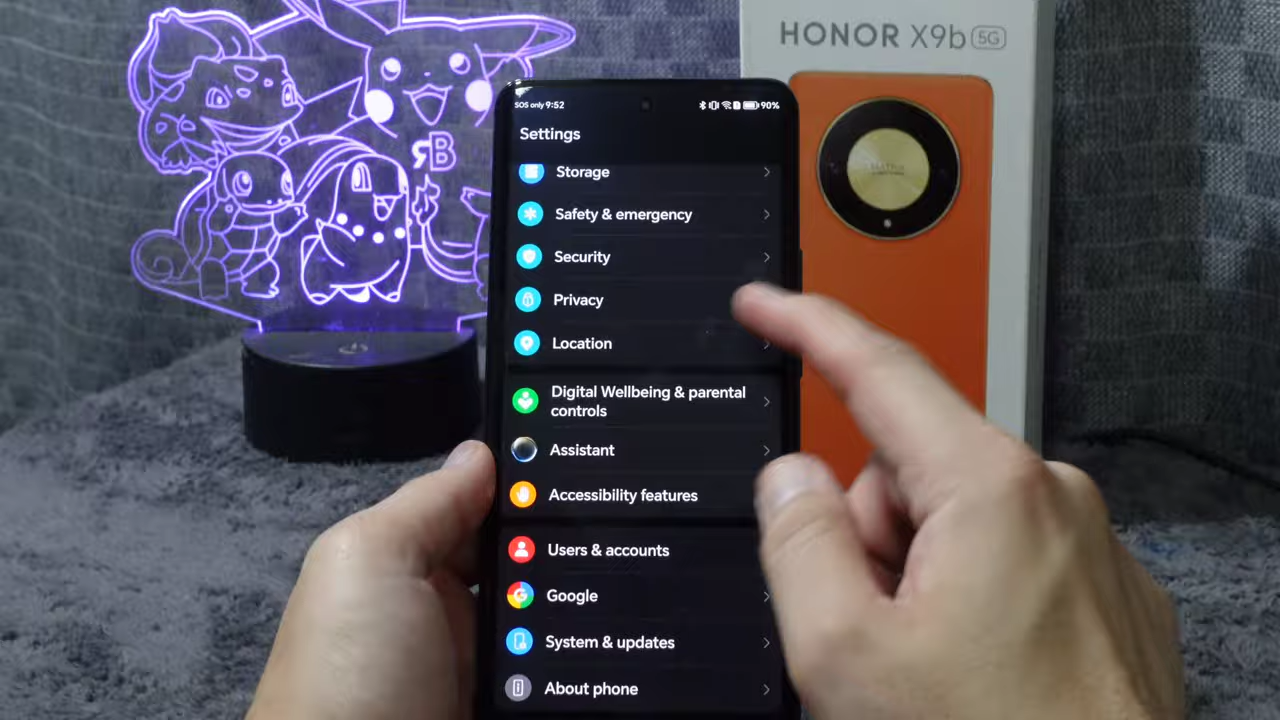 HONOR X9b 5G
SOS only 9:52
90%
Settings
Storage
Safety & emergency
Security
Privacy
Location
Digital Wellbeing & parental
controls
Assistant
Accessibility features
Users & accounts
Google
System & updates
About phone